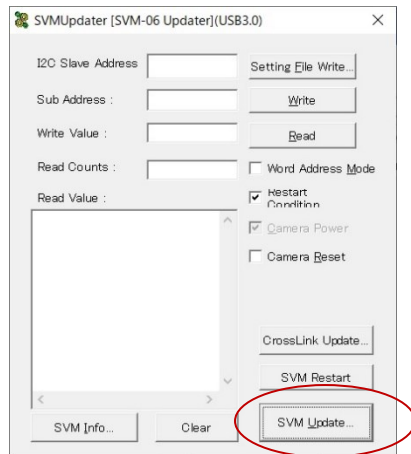 SVMUpdater [SVM-06 Updater](USB3.0)
I2C Slave Address
Setting File Write...
Sub Address :
Write
Write Value :
Read
Read Counts :
Word Address Mode
Read Value :
Restart
Condition
Camera Power
Camera Reset
CrossLink Update...
SVM Restart
SVM Info...
Clear
SVM Update...